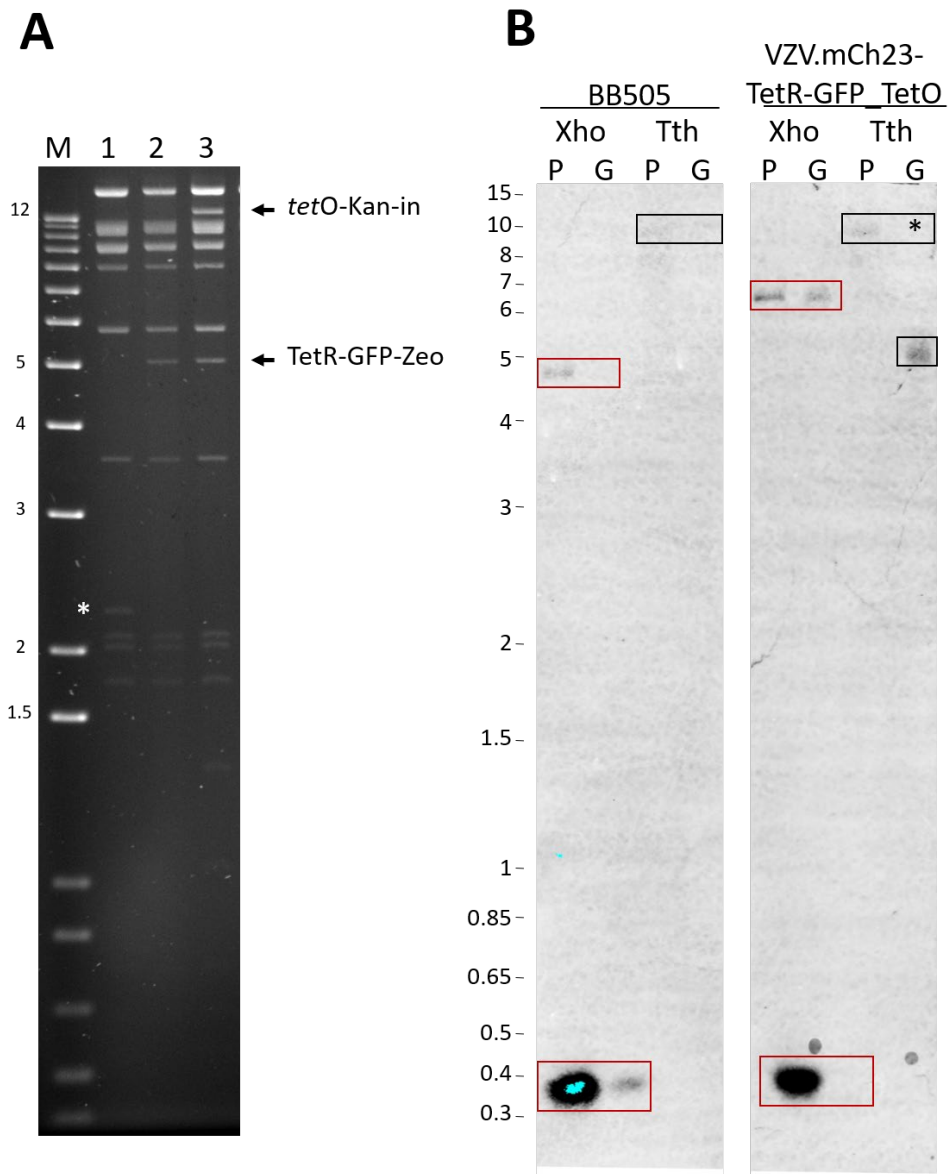 A
M 1 2 3
12
tetO-Kan-in
5
TetR-GFP-Zeo
4
3
*
2
1.5
B
BB505
VZV.mCh23-
TetR-GFP_TetO
Xho Tth Xho Tth
P G P G P G P G
15
10
*
8
7
6
5
4
3
2
1.5
1
0.85
0.65
0.5
0.4
0.3